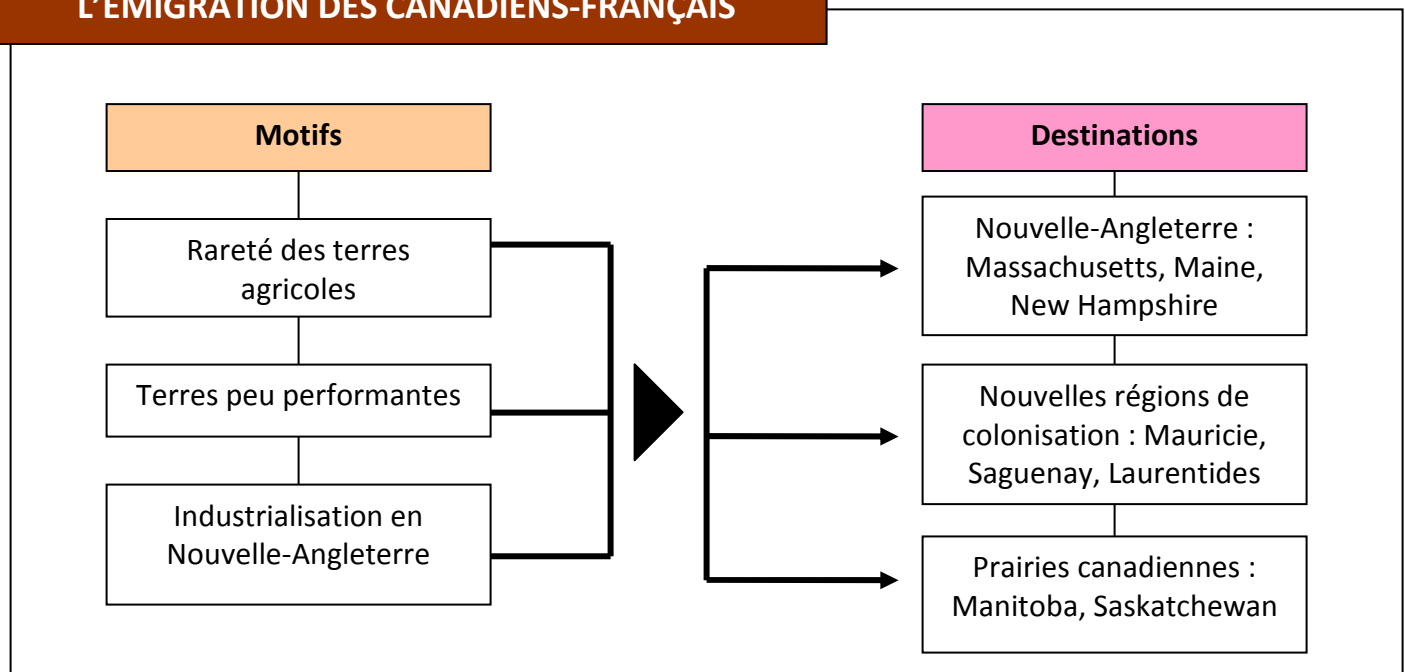 L'ÉMIGRATION DES CANADIENS-FRANÇAIS
Motifs
Rareté des terres
agricoles
Terres peu performantes
Industrialisation en
Nouvelle-Angleterre
Destinations
Nouvelle-Angleterre :
Massachusetts, Maine,
New Hampshire
Nouvelles régions de
colonisation : Mauricie,
Saguenay, Laurentides
Prairies canadiennes :
Manitoba, Saskatchewan